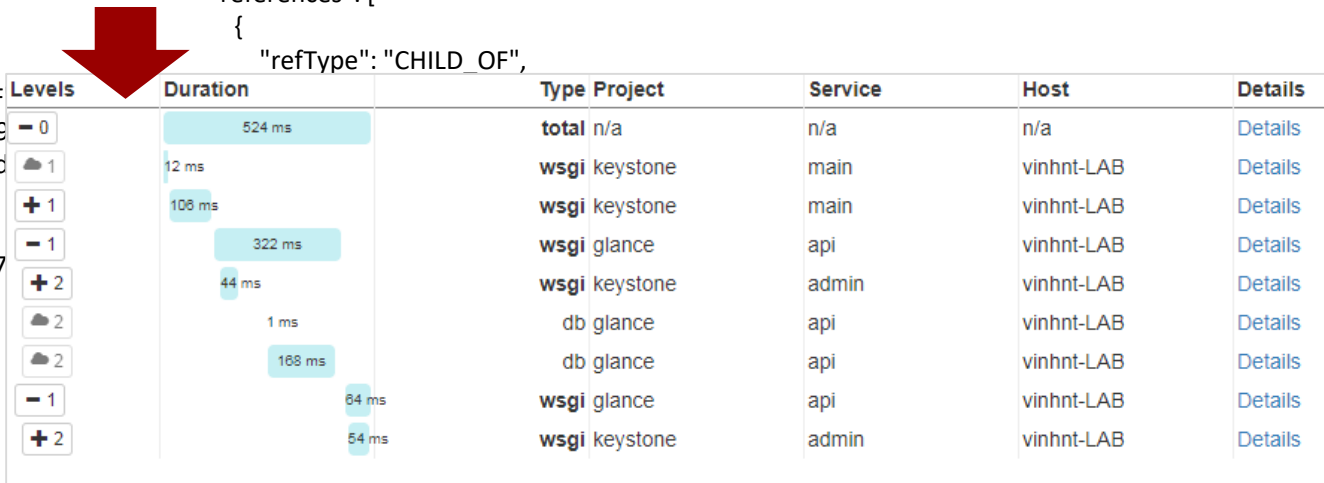 {
"refType": "CHILD_OF",
Levels Duration Type Project Service Host Details
0 524 ms total n/a n/a n/a Details
1 12 ms wsgi keystone main vinhnt-LAB Details
1 106 ms wsgi keystone main vinhnt-LAB Details
1 322 ms wsgi glance api vinhnt-LAB Details
2 44 ms wsgi keystone admin vinhnt-LAB Details
2 1 ms db glance api vinhnt-LAB Details
2 168 ms db glance api vinhnt-LAB Details
1 64 ms wsgi glance api vinhnt-LAB Details
2 54 ms wsgi keystone admin vinhnt-LAB Details